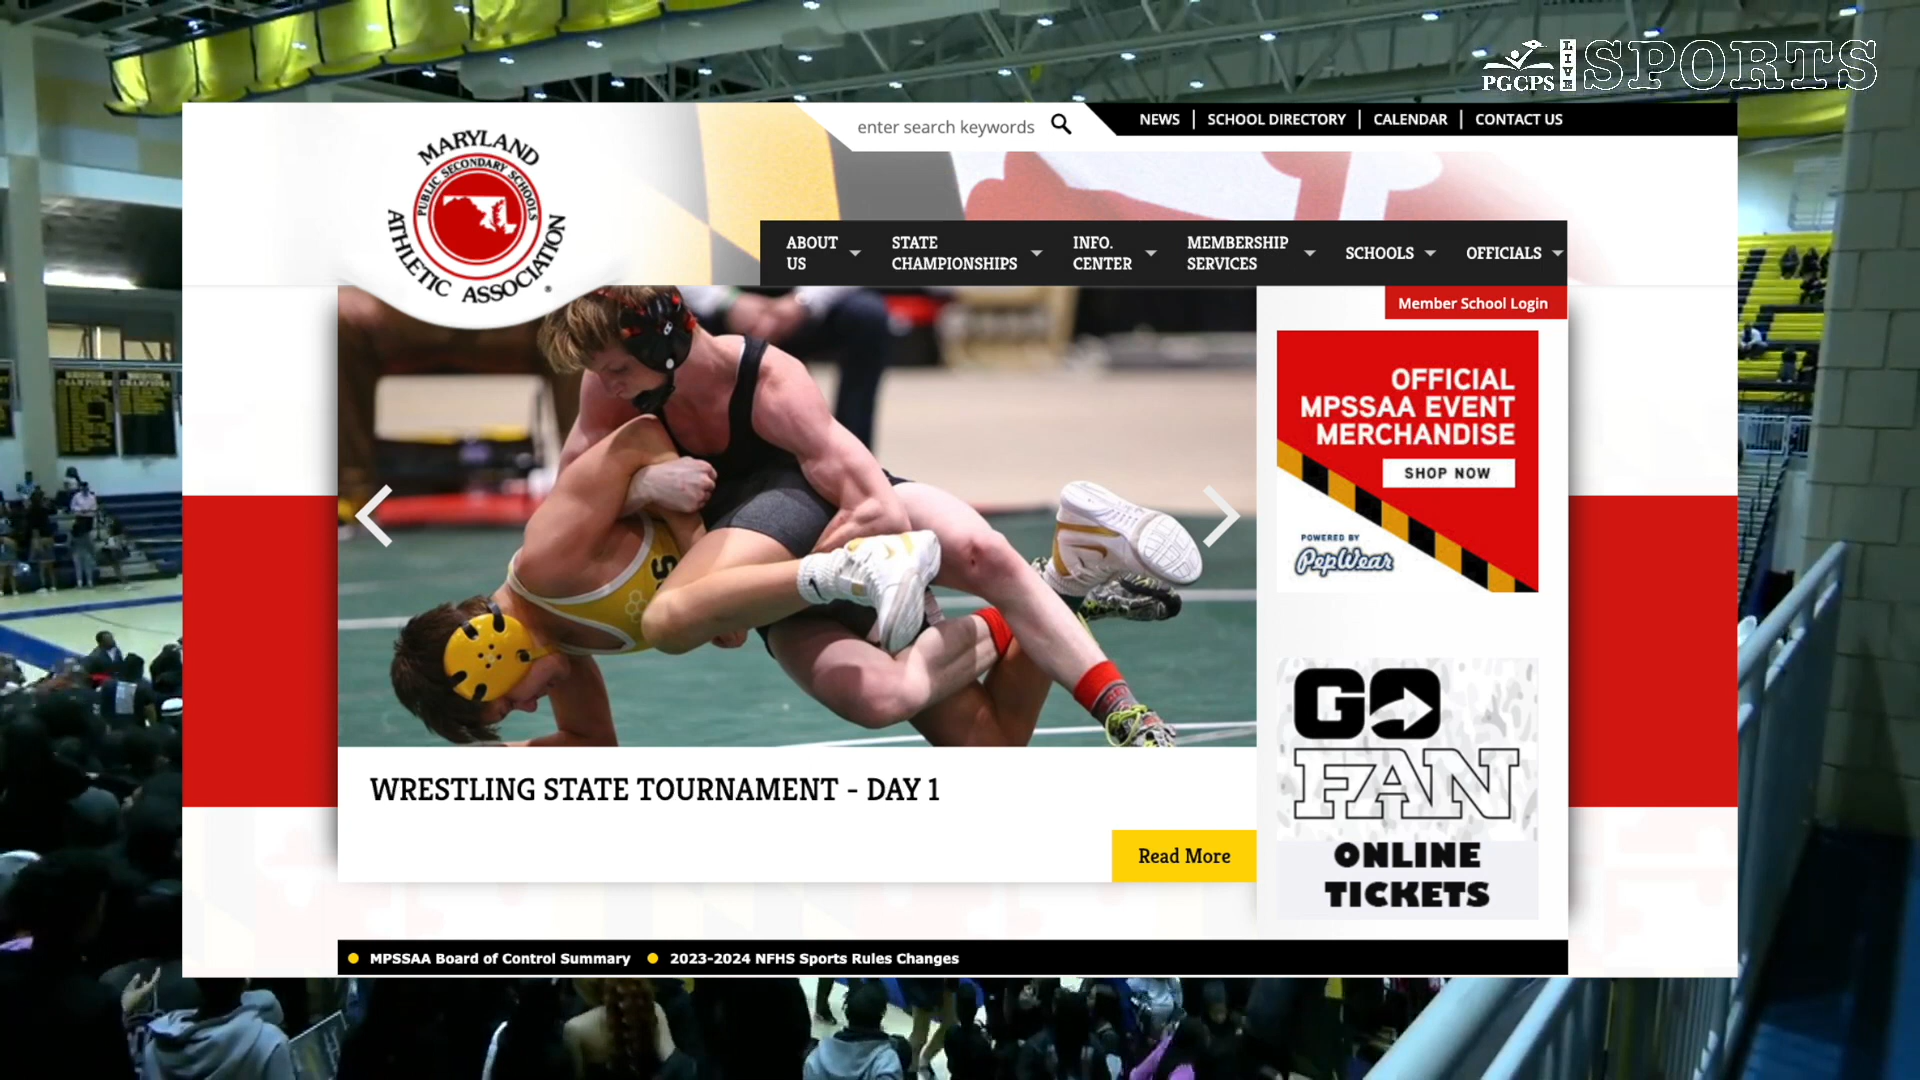 PGCPS LIVE SPORTS
enter search keywords
NEWS
SCHOOL DIRECTORY
CALENDAR
CONTACT US
MARYLAND
PUBLIC SECONDARY SCHOOLS
ATHLETIC ASSOCIATION
®
ABOUT
US
STATE
CHAMPIONSHIPS
INFO.
CENTER
MEMBERSHIP
SERVICES
SCHOOLS
OFFICIALS
Member School Login
OFFICIAL
MPSSAA EVENT
MERCHANDISE
SHOP NOW
POWERED BY
PepWear
GO
FAN
ONLINE
TICKETS
WRESTLING STATE TOURNAMENT - DAY 1
Read More
MPSSAA Board of Control Summary
2023-2024 NFHS Sports Rules Changes